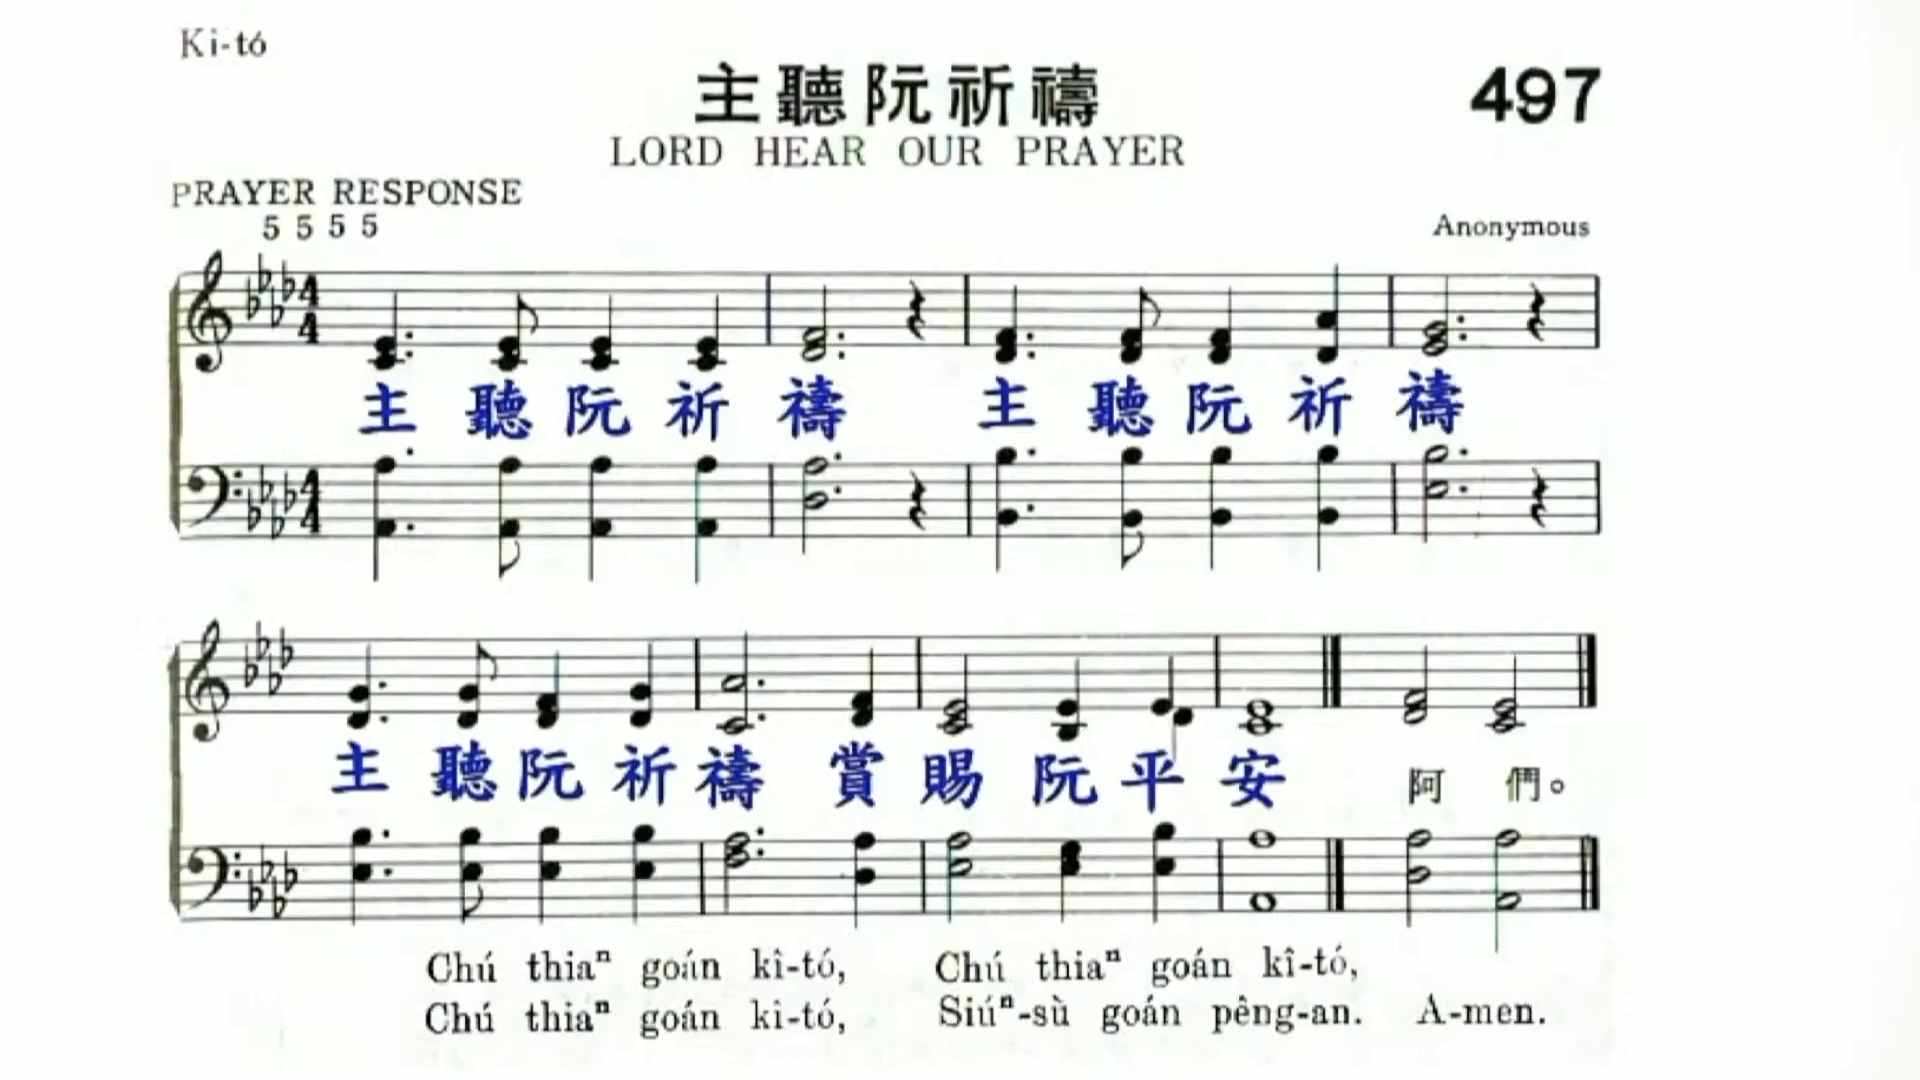 Ki-tó
主聽阮祈禱
497
LORD HEAR OUR PRAYER
PRAYER RESPONSE
5 5 5 5
Anonymous
主 聽 阮 祈 禱 主 聽 阮 祈 禱
主 聽 阮 祈 禱 賞 賜 阮 平 安 阿 們。
Chú thiaⁿ goán kî-tó, Chú thiaⁿ goán kî-tó,
Chú thiaⁿ goán ki-tó, Siúⁿ-sù goán pêng-an. A-men.